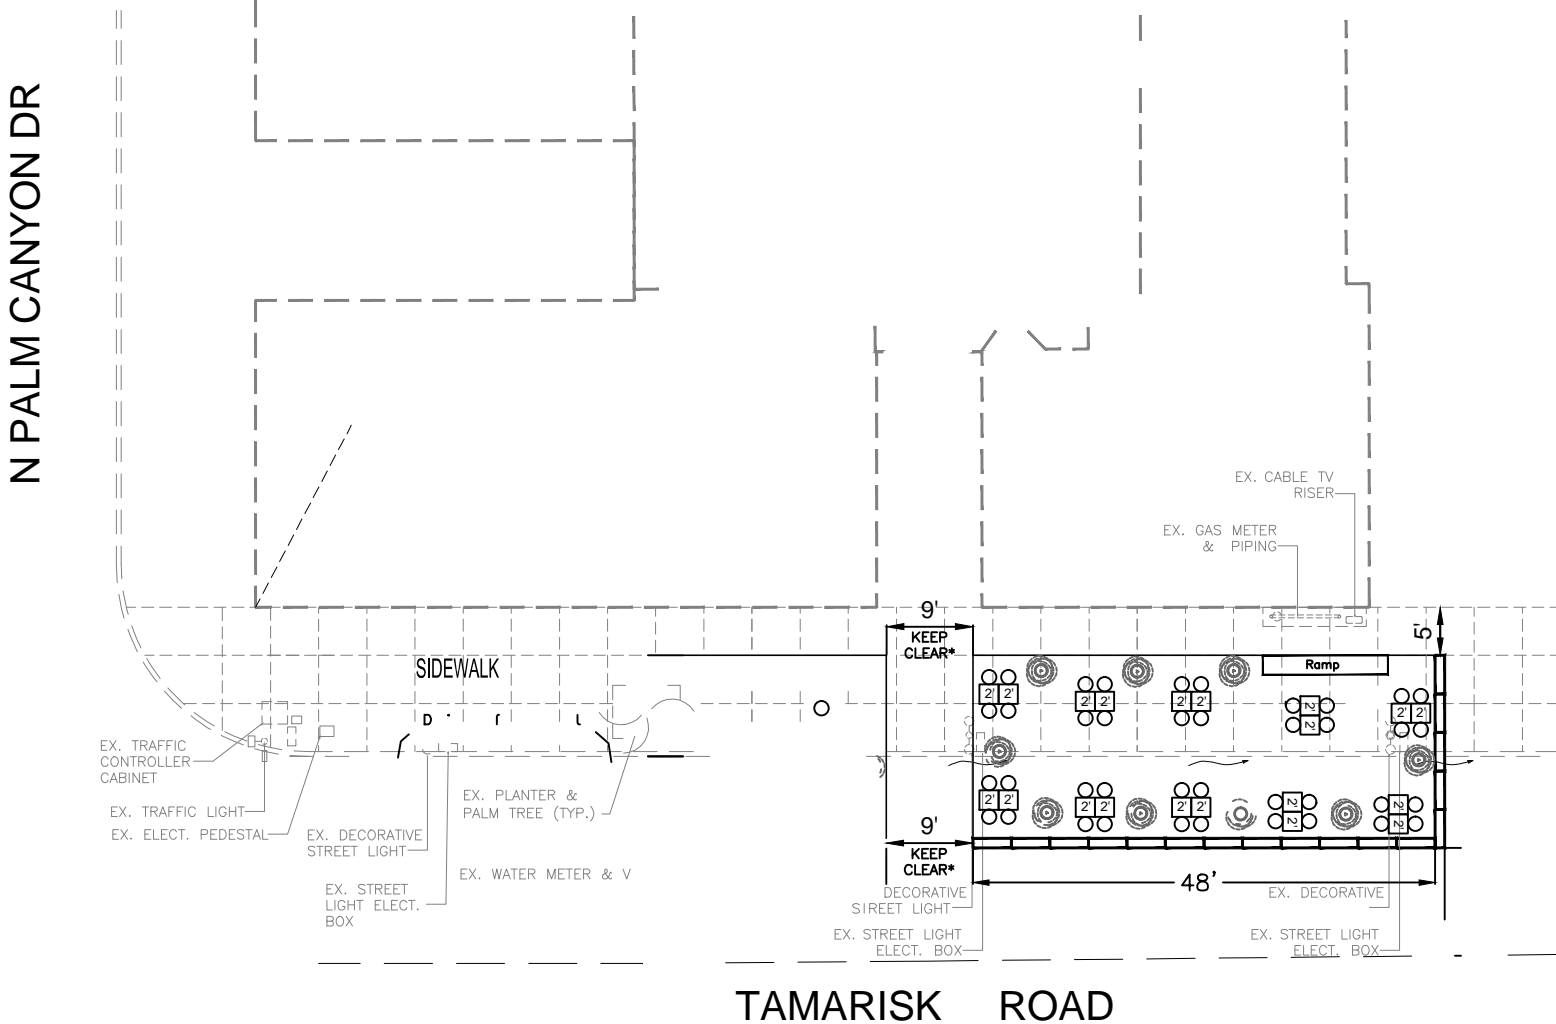 N PALM CANYON DR
EX. CABLE TV
RISER
EX. GAS METER
& PIPING
9'
KEEP
CLEAR*
5'
SIDEWALK
Ramp
2' 2'
2' 2'
2' 2'
2' 2'
2' 2'
2' 2'
2' 2'
2' 2'
2' 2'
2' 2'
EX. TRAFFIC
CONTROLLER
CABINET
EX. TRAFFIC LIGHT
EX. ELECT. PEDESTAL
EX. DECORATIVE
STREET LIGHT
EX. PLANTER &
PALM TREE (TYP.)
EX. WATER METER & V
EX. STREET
LIGHT ELECT.
BOX
9'
KEEP
CLEAR*
48'
DECORATIVE
SIREET LIGHT
EX. STREET LIGHT
ELECT. BOX
EX. DECORATIVE
EX. STREET LIGHT
ELECT. BOX
TAMARISK ROAD